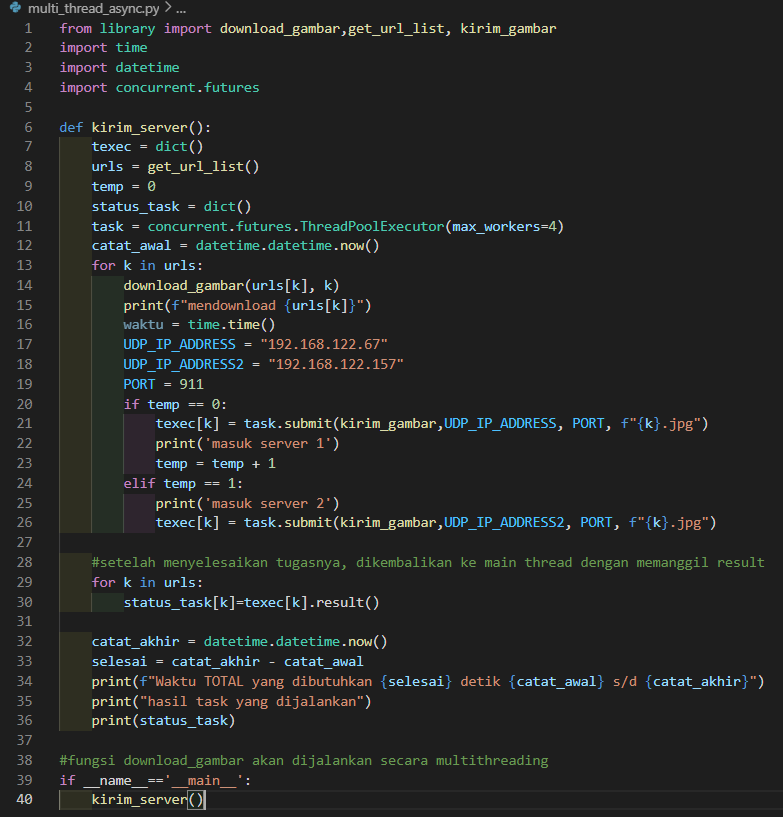 multi_thread_async.py > ...
1 from library import download_gambar,get_url_list, kirim_gambar
2 import time
3 import datetime
4 import concurrent.futures
5
6 def kirim_server():
7     texec = dict()
8     urls = get_url_list()
9     temp = 0
10     status_task = dict()
11     task = concurrent.futures.ThreadPoolExecutor(max_workers=4)
12     catat_awal = datetime.datetime.now()
13     for k in urls:
14         download_gambar(urls[k], k)
15         print(f"mendownload {urls[k]}")
16         waktu = time.time()
17         UDP_IP_ADDRESS = "192.168.122.67"
18         UDP_IP_ADDRESS2 = "192.168.122.157"
19         PORT = 911
20         if temp == 0:
21             texec[k] = task.submit(kirim_gambar,UDP_IP_ADDRESS, PORT, f"{k}.jpg")
22             print('masuk server 1')
23             temp = temp + 1
24         elif temp == 1:
25             print('masuk server 2')
26             texec[k] = task.submit(kirim_gambar,UDP_IP_ADDRESS2, PORT, f"{k}.jpg")
27
28     #setelah menyelesaikan tugasnya, dikembalikan ke main thread dengan memanggil result
29     for k in urls:
30         status_task[k]=texec[k].result()
31
32     catat_akhir = datetime.datetime.now()
33     selesai = catat_akhir - catat_awal
34     print(f"Waktu TOTAL yang dibutuhkan {selesai} detik {catat_awal} s/d {catat_akhir}")
35     print("hasil task yang dijalankan")
36     print(status_task)
37
38 #fungsi download_gambar akan dijalankan secara multithreading
39 if __name__=='__main__':
40     kirim_server()